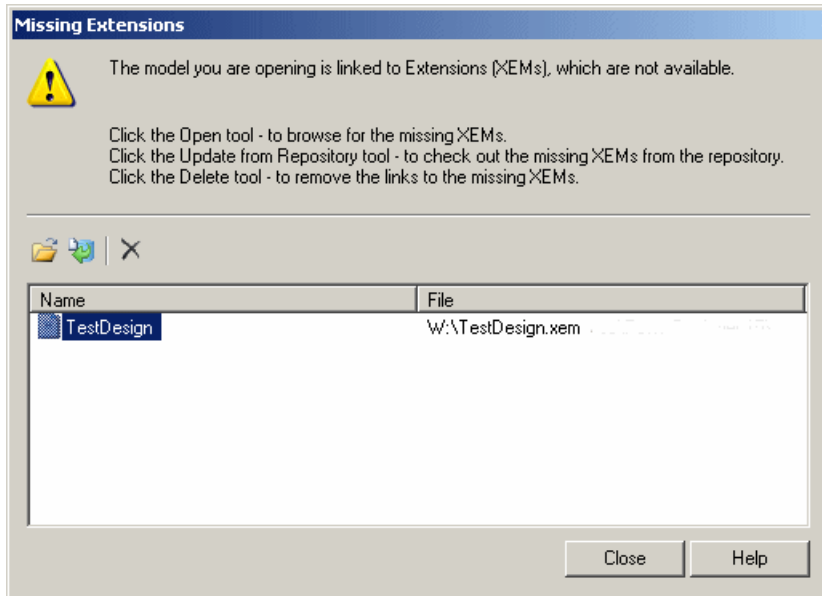 Missing Extensions
The model you are opening is linked to Extensions (XEMs), which are not available.
Click the Open tool - to browse for the missing XEMs.
Click the Update from Repository tool - to check out the missing XEMs from the repository.
Click the Delete tool - to remove the links to the missing XEMs.
Name File
TestDesign W:\TestDesign.xem
Close Help